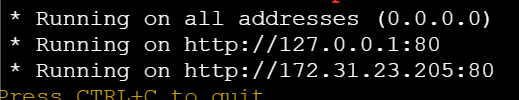 * Running on all addresses (0.0.0.0)
* Running on http://127.0.0.1:80
* Running on http://172.31.23.205:80
Press CTRL+C to quit